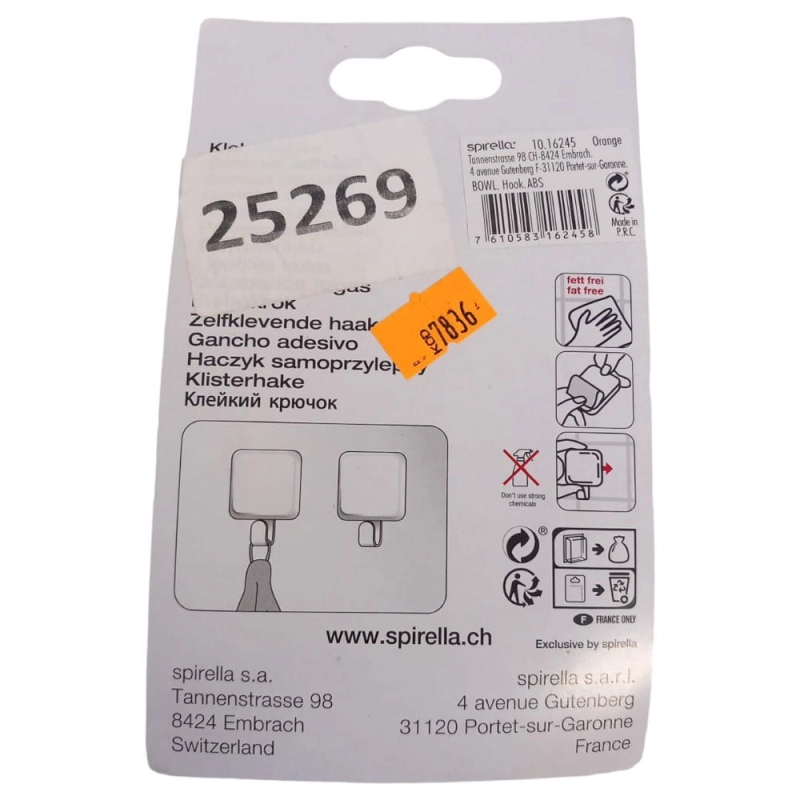 spirella® 10.16245 Orange
Tannenstrasse 98 CH-8424 Embrach.
4 avenue Gutenberg F-31120 Portet-sur-Garonne.
BOWL. Hook. ABS
Made in
P.R.C.
7 610583 162458
25269
KOD
7836
Zelfklevende haak
Gancho adesivo
Haczyk samoprzylepny
Klisterhake
Клейкий крючок
fett frei
fat free
Don't use strong
chemicals
®
F FRANCE ONLY
www.spirella.ch
Exclusive by spirella
spirella s.a.
Tannenstrasse 98
8424 Embrach
Switzerland
spirella s.a.r.l.
4 avenue Gutenberg
31120 Portet-sur-Garonne
France